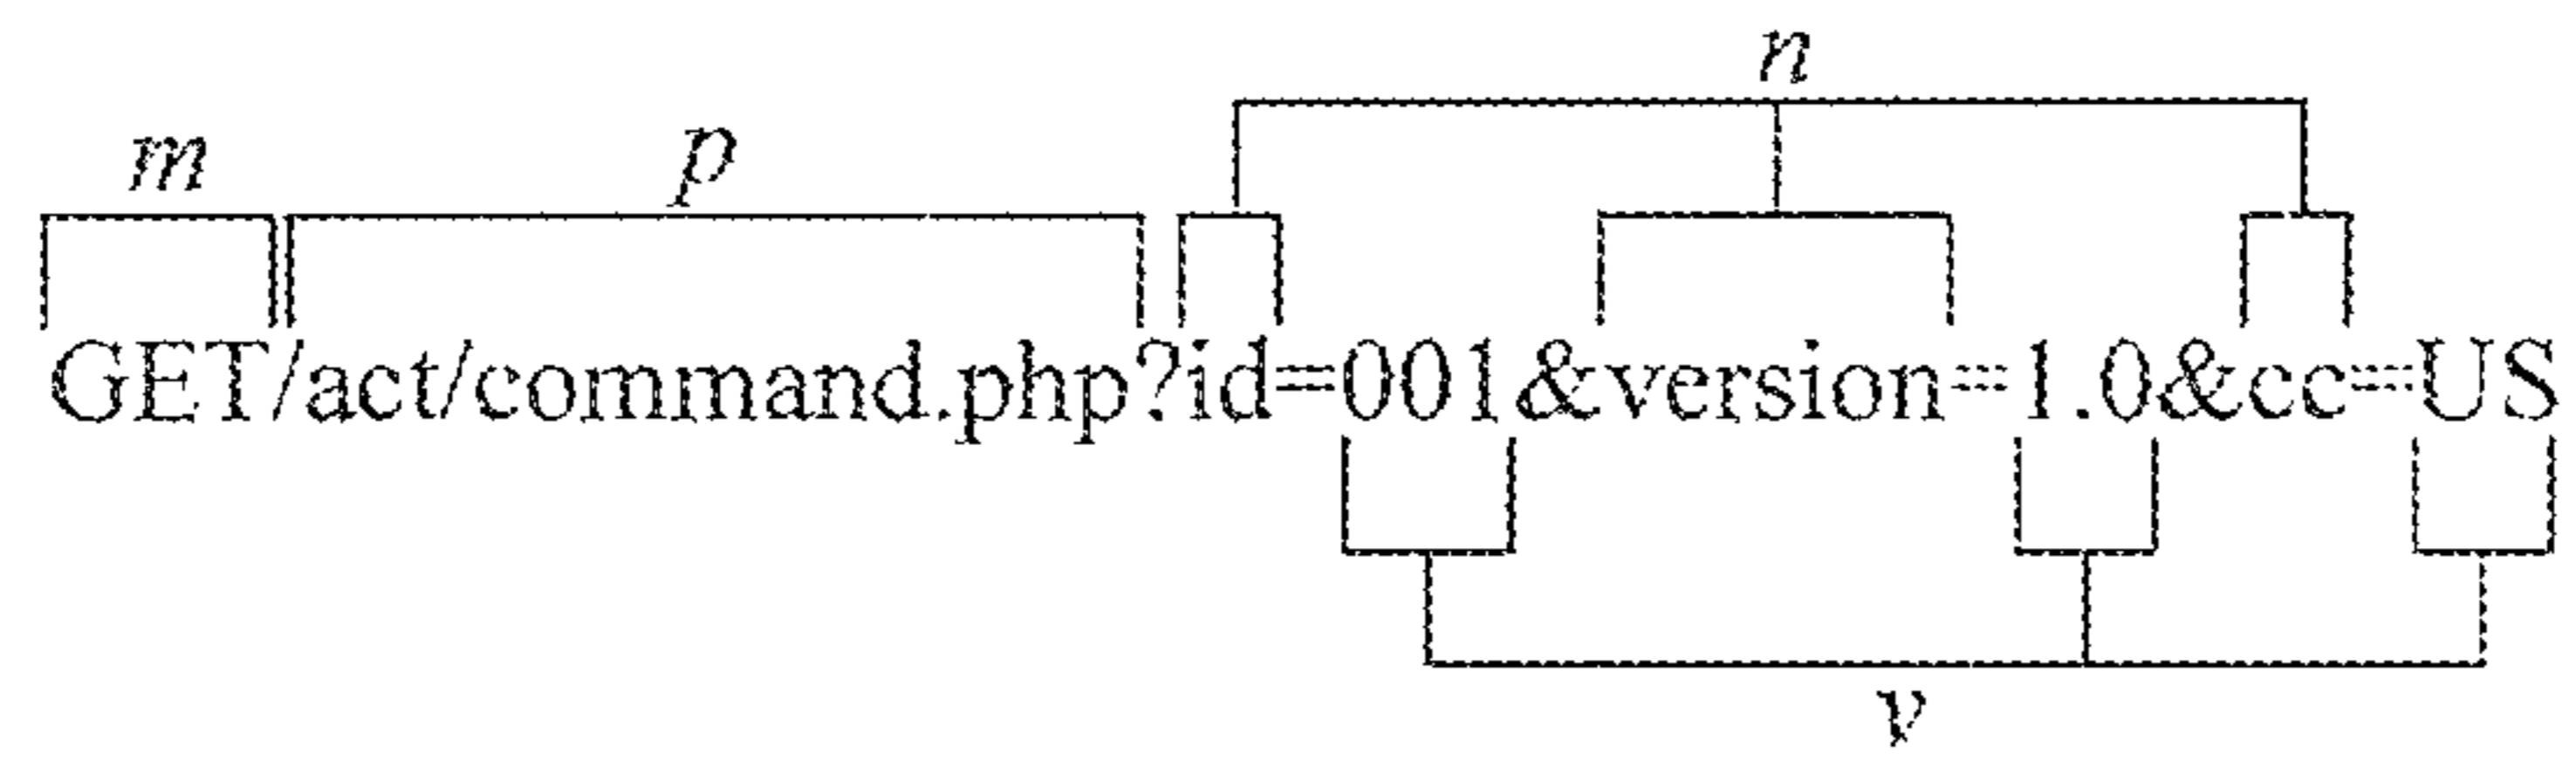 n
m p
GET/act/command.php?id=001&version=1.0&cc=US
v